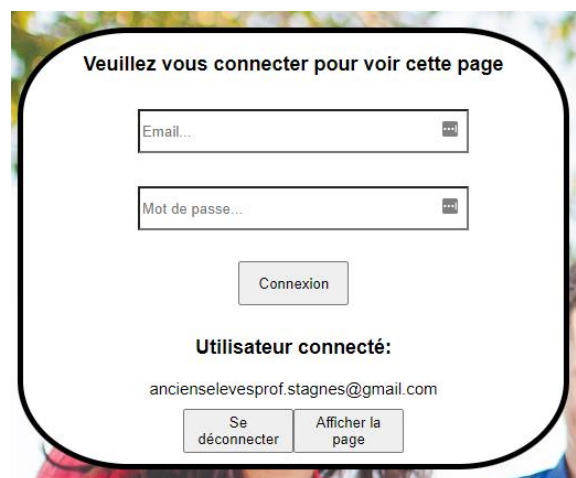 Veuillez vous connecter pour voir cette page
Email...
Mot de passe...
Connexion
Utilisateur connecté:
ancienselevesprof.stagnes@gmail.com
Se
déconnecter
Afficher la
page